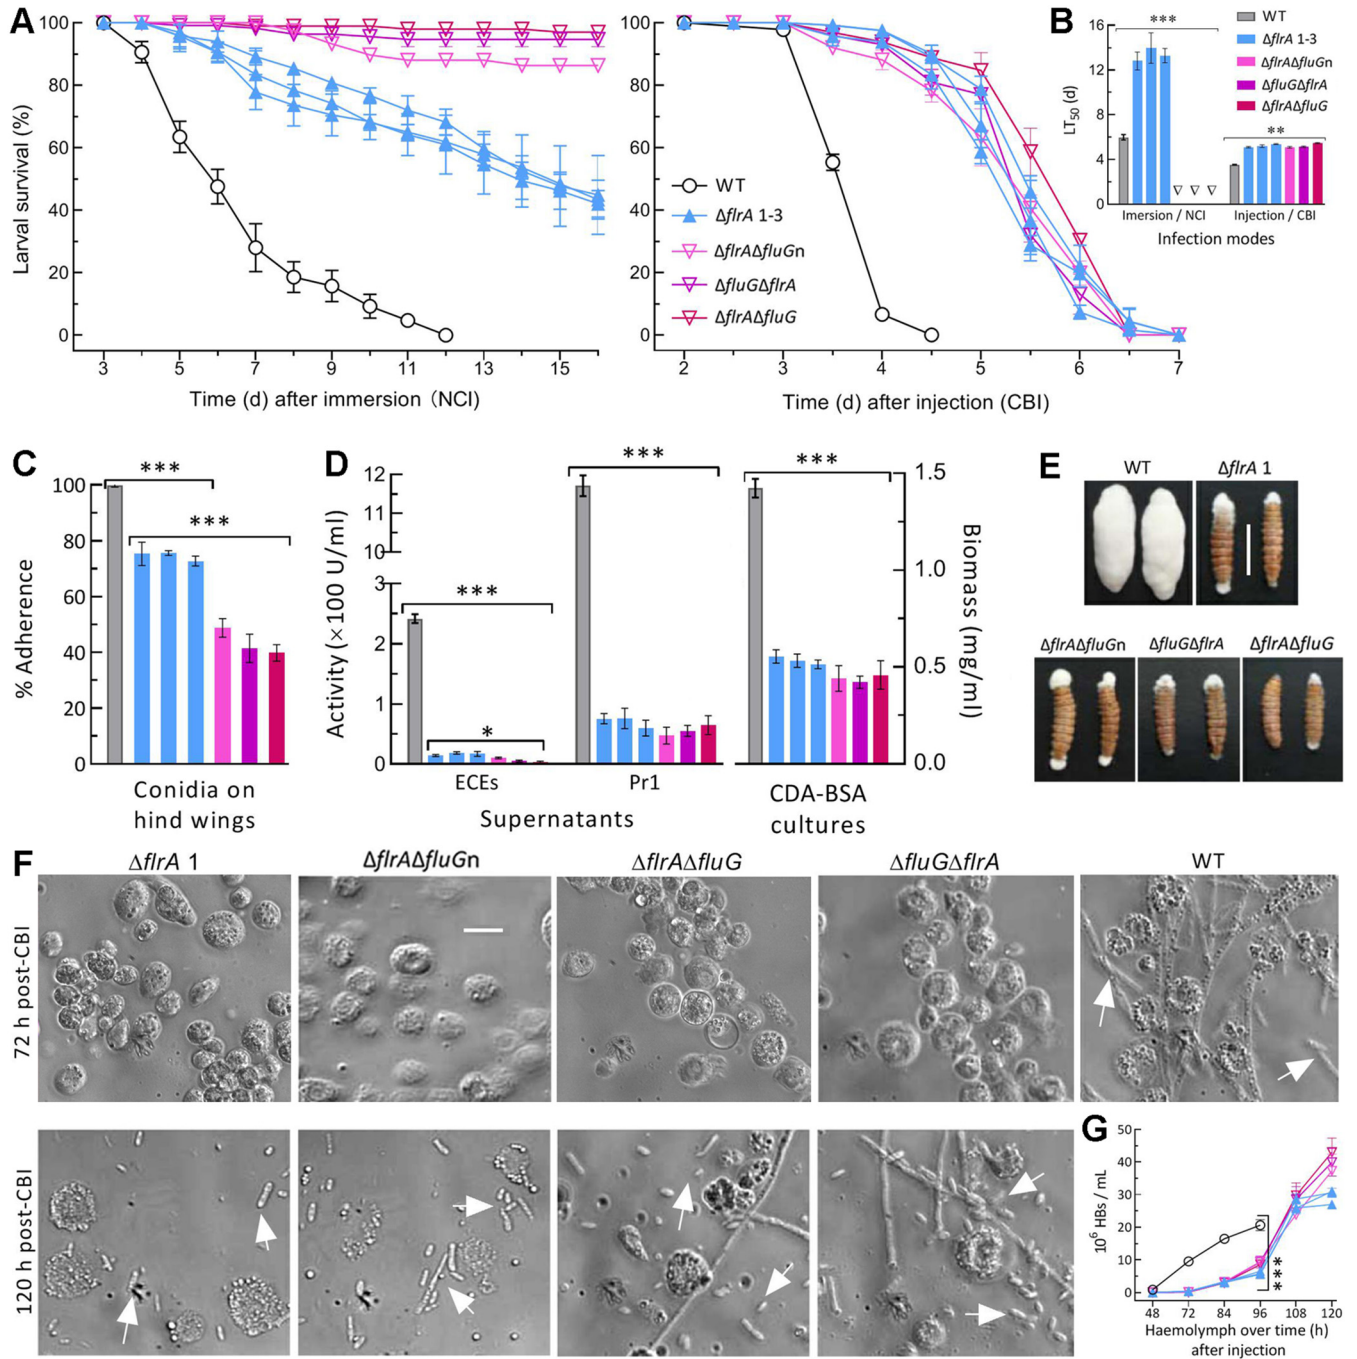 A
B
100
80
60
40
20
0
Larval survival (%)
3
5
7
9
11
13
15
Time (d) after immersion (NCI)
100
80
60
40
20
0
WT
ΔflrA 1-3
ΔflrAΔfluGn
ΔfluGΔflrA
ΔflrAΔfluG
2
3
4
5
6
7
Time (d) after injection (CBI)
16
12
8
4
0
LT50 (d)
***
**
WT
ΔflrA 1-3
ΔflrAΔfluGn
ΔfluGΔflrA
ΔflrAΔfluG
Imersion / NCI
Injection / CBI
Infection modes
C
100
80
60
40
20
0
% Adherence
***
***
Conidia on
hind wings
D
12
11
10
3
2
1
0
Activity (×100 U/ml)
***
*
***
***
1.5
1.0
0.5
0.0
Biomass (mg/ml)
ECEs
Pr1
Supernatants
CDA-BSA
cultures
E
WT
ΔflrA 1
ΔflrAΔfluGn
ΔfluGΔflrA
ΔflrAΔfluG
F
ΔflrA 1
ΔflrAΔfluGn
ΔflrAΔfluG
ΔfluGΔflrA
WT
72 h post-CBI
120 h post-CBI
G
50
40
30
20
10
0
10^6 HBs / mL
***
48
72
84
96
108
120
Haemolymph over time (h)
after injection